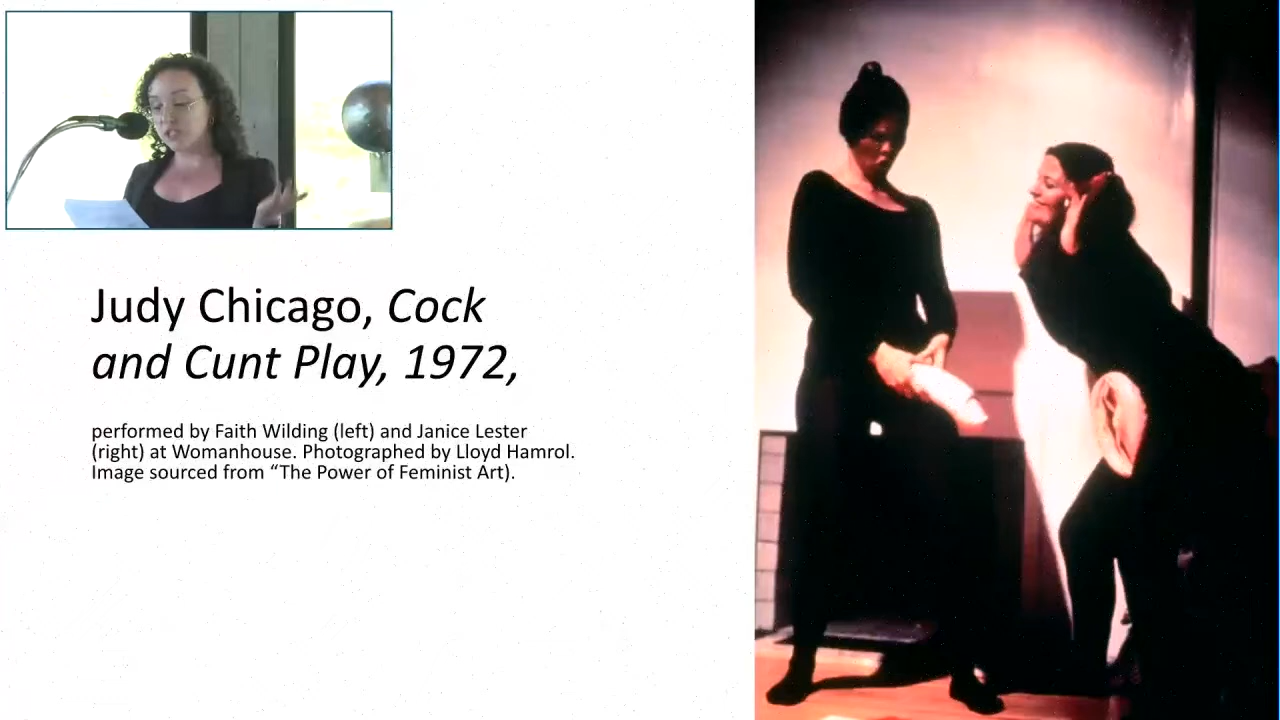 Judy Chicago, Cock
and Cunt Play, 1972,
performed by Faith Wilding (left) and Janice Lester
(right) at Womanhouse. Photographed by Lloyd Hamrol.
Image sourced from “The Power of Feminist Art).